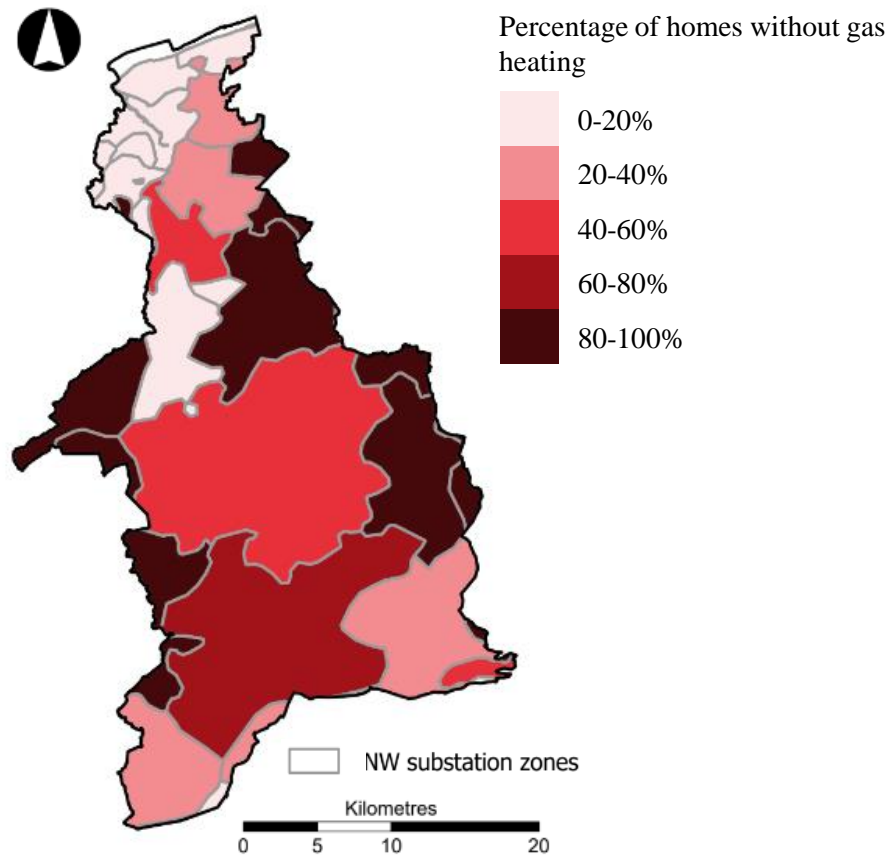 Percentage of homes without gas
heating
0-20%
20-40%
40-60%
60-80%
80-100%
NW substation zones
Kilometres
0 5 10 20